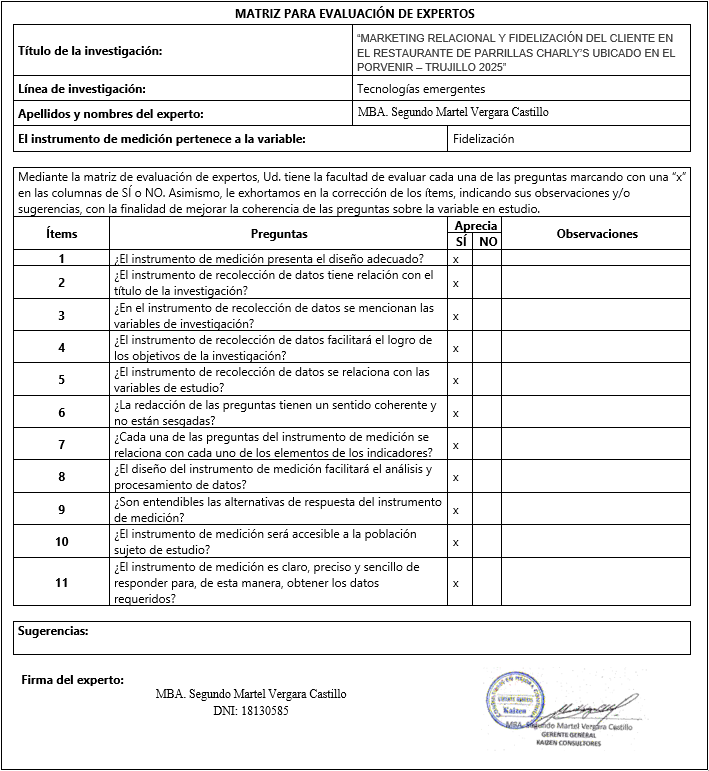 MATRIZ PARA EVALUACIÓN DE EXPERTOS
Título de la investigación:
“MARKETING RELACIONAL Y FIDELIZACIÓN DEL CLIENTE EN
EL RESTAURANTE DE PARRILLAS CHARLY’S UBICADO EN EL
PORVENIR – TRUJILLO 2025”
Línea de investigación:
Tecnologías emergentes
Apellidos y nombres del experto:
MBA. Segundo Martel Vergara Castillo
El instrumento de medición pertenece a la variable:
Fidelización
Mediante la matriz de evaluación de expertos, Ud. tiene la facultad de evaluar cada una de las preguntas marcando con una “x”
en las columnas de SÍ o NO. Asimismo, le exhortamos en la corrección de los ítems, indicando sus observaciones y/o
sugerencias, con la finalidad de mejorar la coherencia de las preguntas sobre la variable en estudio.
Ítems
Preguntas
Aprecia
SÍ NO
Observaciones
1 ¿El instrumento de medición presenta el diseño adecuado? x
2 ¿El instrumento de recolección de datos tiene relación con el
título de la investigación? x
3 ¿En el instrumento de recolección de datos se mencionan las
variables de investigación? x
4 ¿El instrumento de recolección de datos facilitará el logro de
los objetivos de la investigación? x
5 ¿El instrumento de recolección de datos se relaciona con las
variables de estudio? x
6 ¿La redacción de las preguntas tienen un sentido coherente y
no están sesgadas? x
7 ¿Cada una de las preguntas del instrumento de medición se
relaciona con cada uno de los elementos de los indicadores? x
8 ¿El diseño del instrumento de medición facilitará el análisis y
procesamiento de datos? x
9 ¿Son entendibles las alternativas de respuesta del instrumento
de medición? x
10 ¿El instrumento de medición será accesible a la población
sujeto de estudio? x
11 ¿El instrumento de medición es claro, preciso y sencillo de
responder para, de esta manera, obtener los datos
requeridos? x
Sugerencias:
Firma del experto:
MBA. Segundo Martel Vergara Castillo
DNI: 18130585
Kaizen
MBA. Segundo Martel Vergara Castillo
GERENTE GENERAL
KAIZEN CONSULTORES